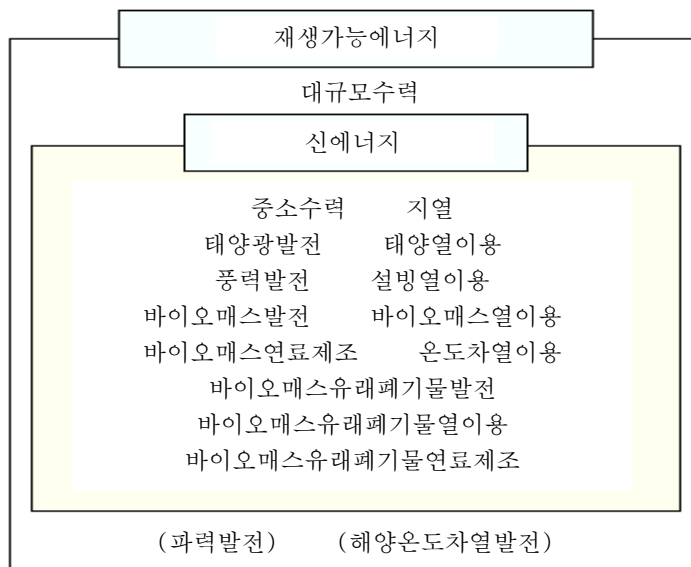 재생가능에너지
대규모수력
신에너지
중소수력 지열
태양광발전 태양열이용
풍력발전 설빙열이용
바이오매스발전 바이오매스열이용
바이오매스연료제조 온도차열이용
바이오매스유래폐기물발전
바이오매스유래폐기물열이용
바이오매스유래폐기물연료제조
(파력발전) (해양온도차열발전)